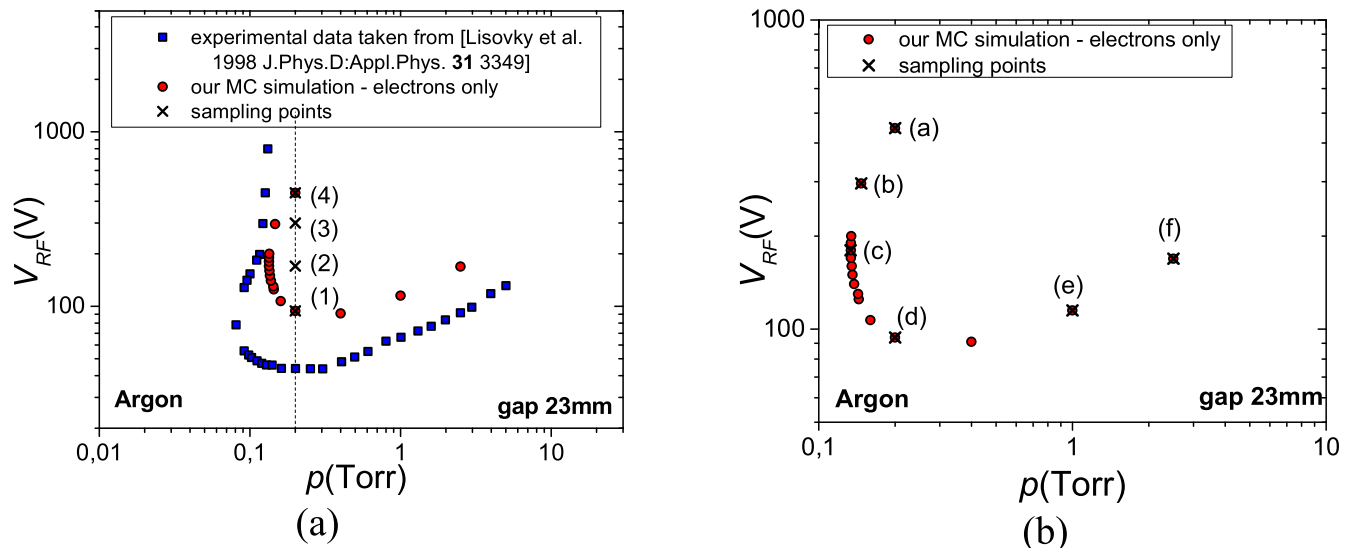 experimental data taken from [Lisovky et al.
1998 J.Phys.D:Appl.Phys. 31 3349]
our MC simulation - electrons only
sampling points
1000
100
V_RF(V)
(4)
(3)
(2)
(1)
Argon
gap 23mm
0,01
0,1
1
10
p(Torr)
(a)
our MC simulation - electrons only
sampling points
1000
100
V_RF(V)
(a)
(b)
(c)
(d)
(e)
(f)
Argon
gap 23mm
0,1
1
10
p(Torr)
(b)